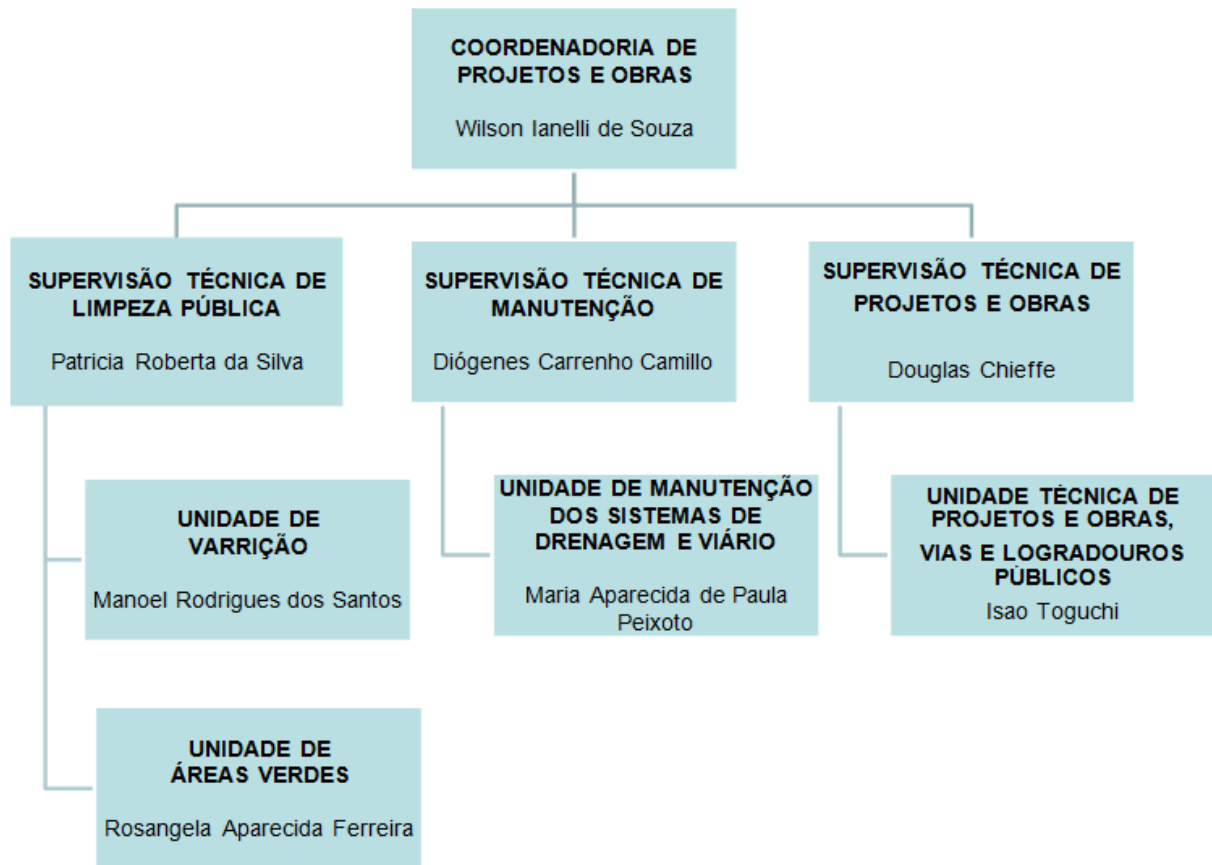 COORDENADORIA DE
PROJETOS E OBRAS
Wilson Ianelli de Souza
SUPERVISÃO TÉCNICA DE
LIMPEZA PÚBLICA
Patricia Roberta da Silva
SUPERVISÃO TÉCNICA DE
MANUTENÇÃO
Diógenes Carrenho Camillo
SUPERVISÃO TÉCNICA DE
PROJETOS E OBRAS
Douglas Chieffe
UNIDADE DE
VARRIÇÃO
Manoel Rodrigues dos Santos
UNIDADE DE MANUTENÇÃO
DOS SISTEMAS DE
DRENAGEM E VIÁRIO
Maria Aparecida de Paula
Peixoto
UNIDADE TÉCNICA DE
PROJETOS E OBRAS,
VIAS E LOGRADOUROS
PÚBLICOS
Isao Toguchi
UNIDADE DE
ÁREAS VERDES
Rosangela Aparecida Ferreira